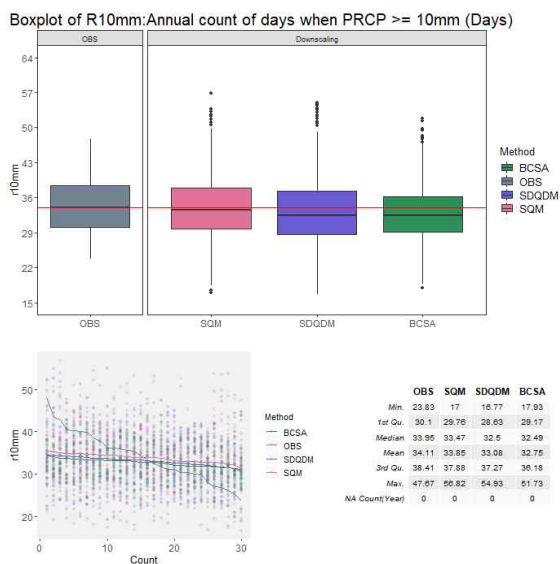 Boxplot of R10mm:Annual count of days when PRCP >= 10mm (Days)
OBS
Downscaling
64
57
50
43
36
29
22
15
r10mm
OBS
SQM
SDQDM
BCSA
Method
BCSA
OBS
SDQDM
SQM
50
40
30
20
r10mm
0 10 20 30
Count
Method
BCSA
OBS
SDQDM
SQM
OBS SQM SDQDM BCSA
Min. 23.83 17 16.77 17.93
1st Qu. 30.1 29.76 28.63 29.17
Median 33.95 33.47 32.5 32.49
Mean 34.11 33.85 33.08 32.75
3rd Qu. 38.41 37.88 37.27 36.18
Max. 47.67 56.82 54.93 51.73
NA Count(Year) 0 0 0 0